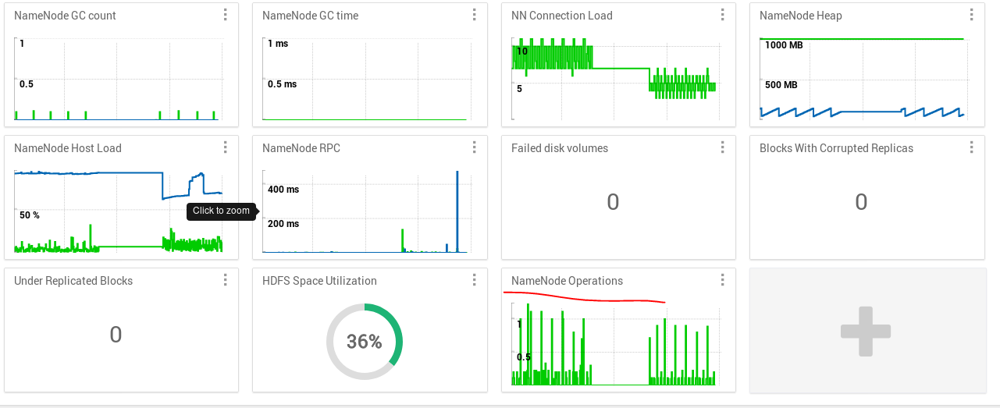 NameNode GC count
1
0.5
NameNode GC time
1 ms
0.5 ms
NN Connection Load
10
5
NameNode Heap
1000 MB
500 MB
NameNode Host Load
50 %
Click to zoom
NameNode RPC
400 ms
200 ms
Failed disk volumes
0
Blocks With Corrupted Replicas
0
Under Replicated Blocks
0
HDFS Space Utilization
36%
NameNode Operations
1
0.5